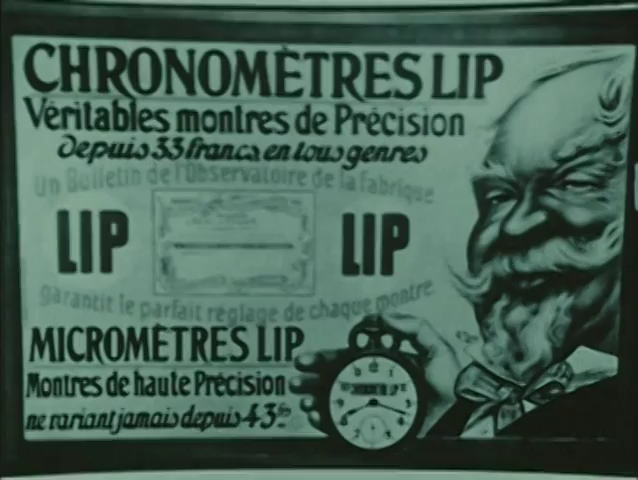 CHRONOMÈTRES LIP
Véritables montres de Précision
depuis 33 francs en tous genres
Un Bulletin de l'Observatoire de la fabrique
LIP LIP
garantit le parfait réglage de chaque montre
MICROMÈTRES LIP
Montres de haute Précision
ne variant jamais depuis 43
CHRONOMETRE LIP